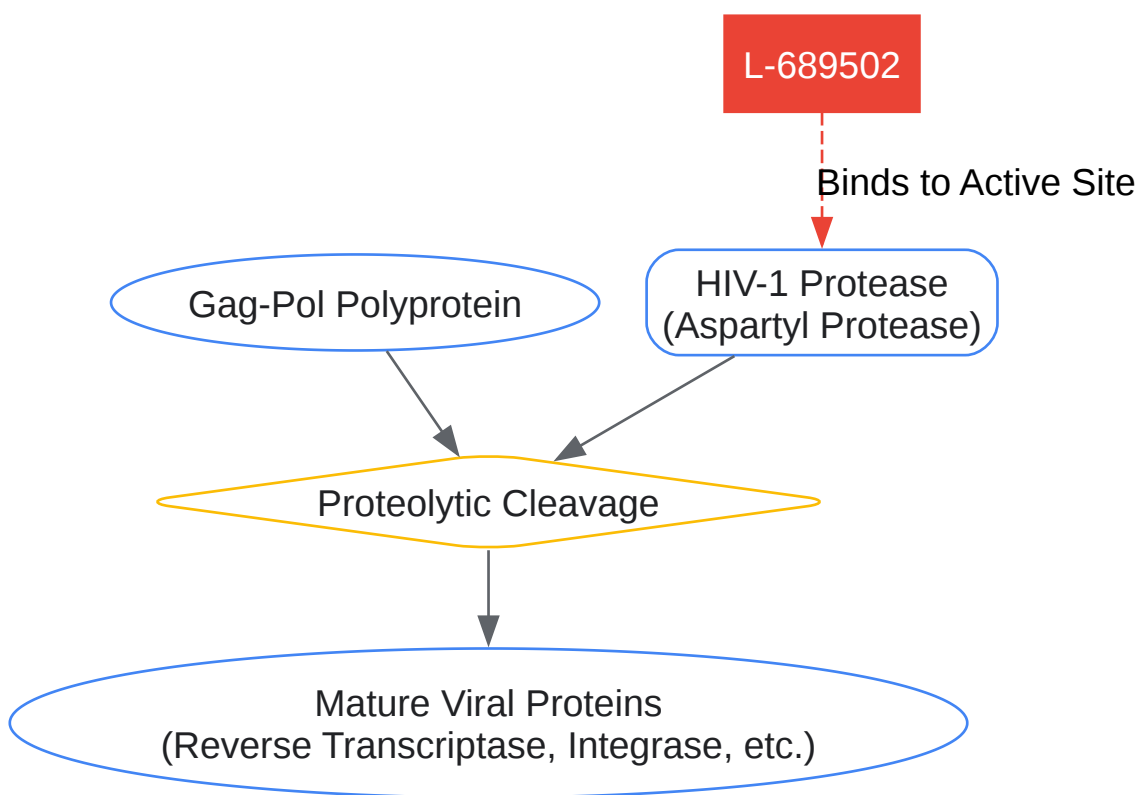 L-689502
Binds to Active Site
Gag-Pol Polyprotein
HIV-1 Protease
(Aspartyl Protease)
Proteolytic Cleavage
Mature Viral Proteins
(Reverse Transcriptase, Integrase, etc.)